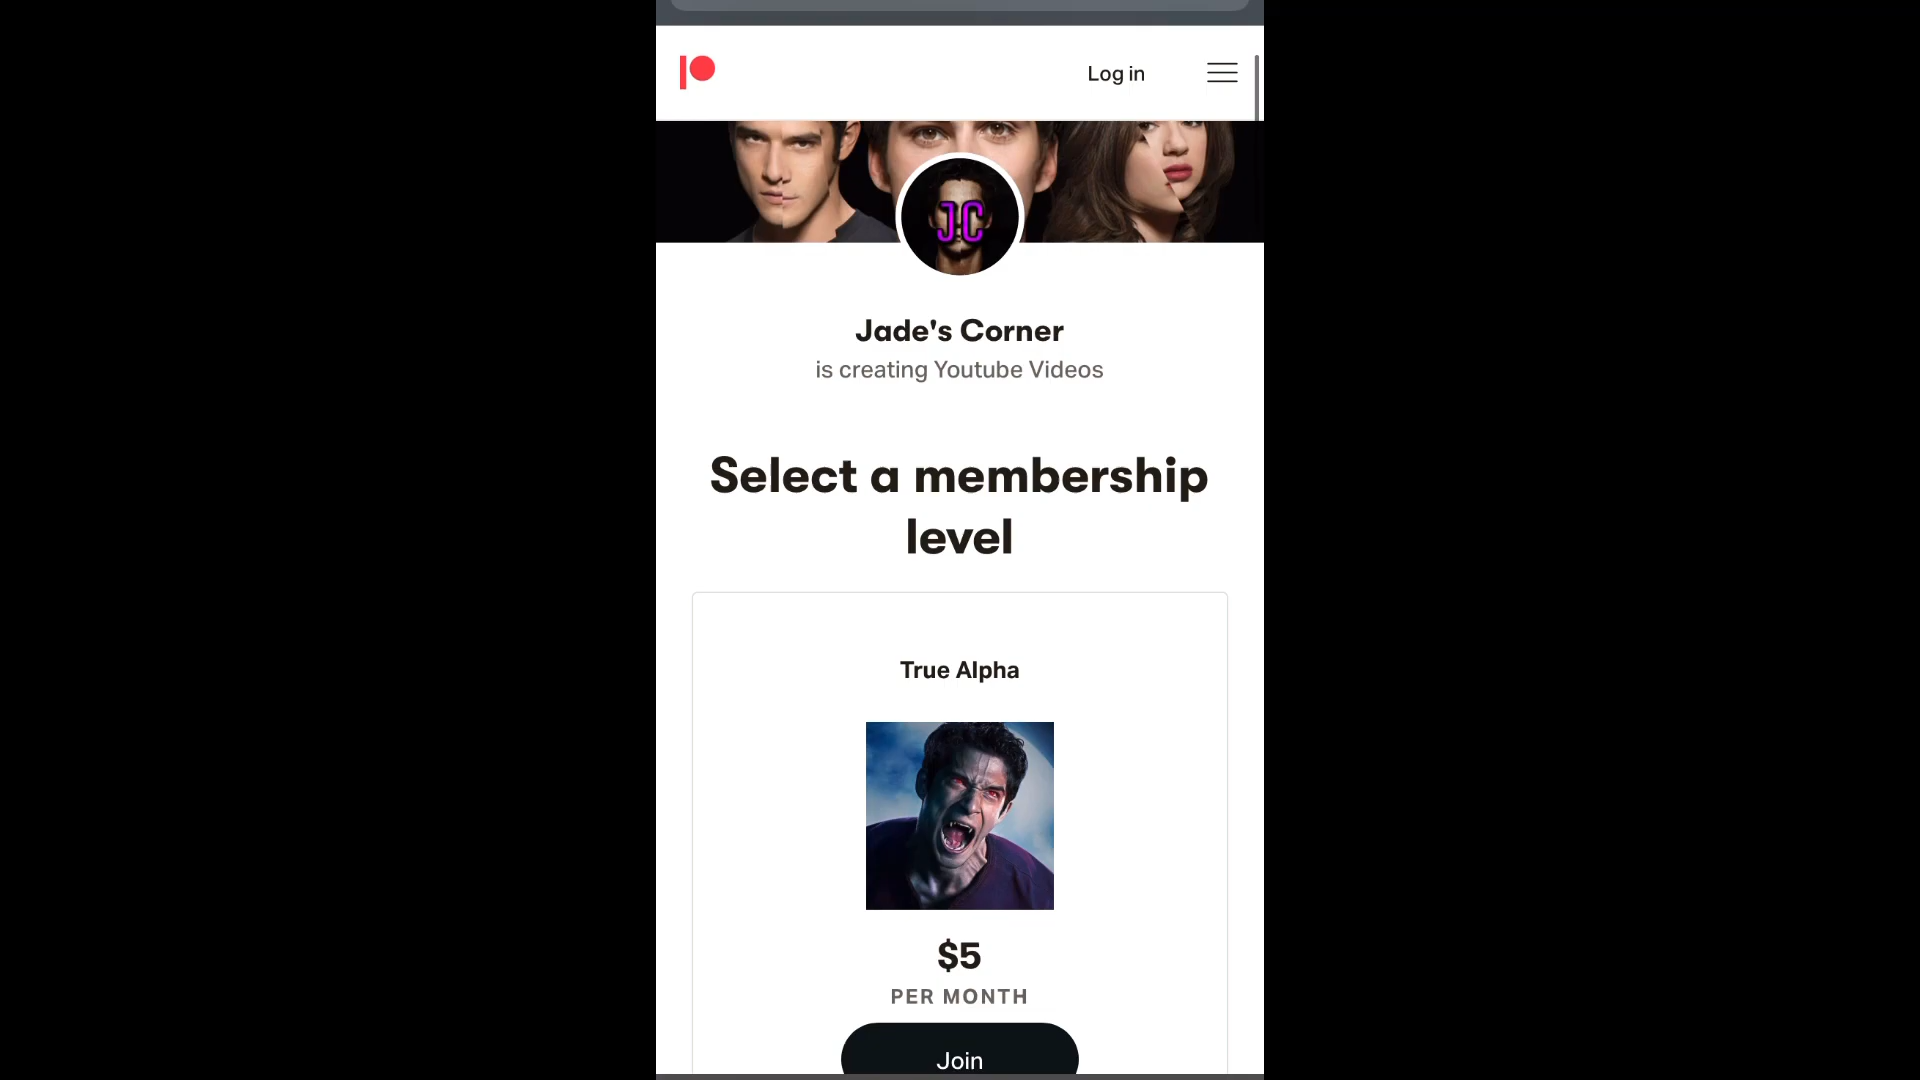 Log in
JC
Jade's Corner
is creating Youtube Videos
Select a membership
level
True Alpha
$5
PER MONTH
Join